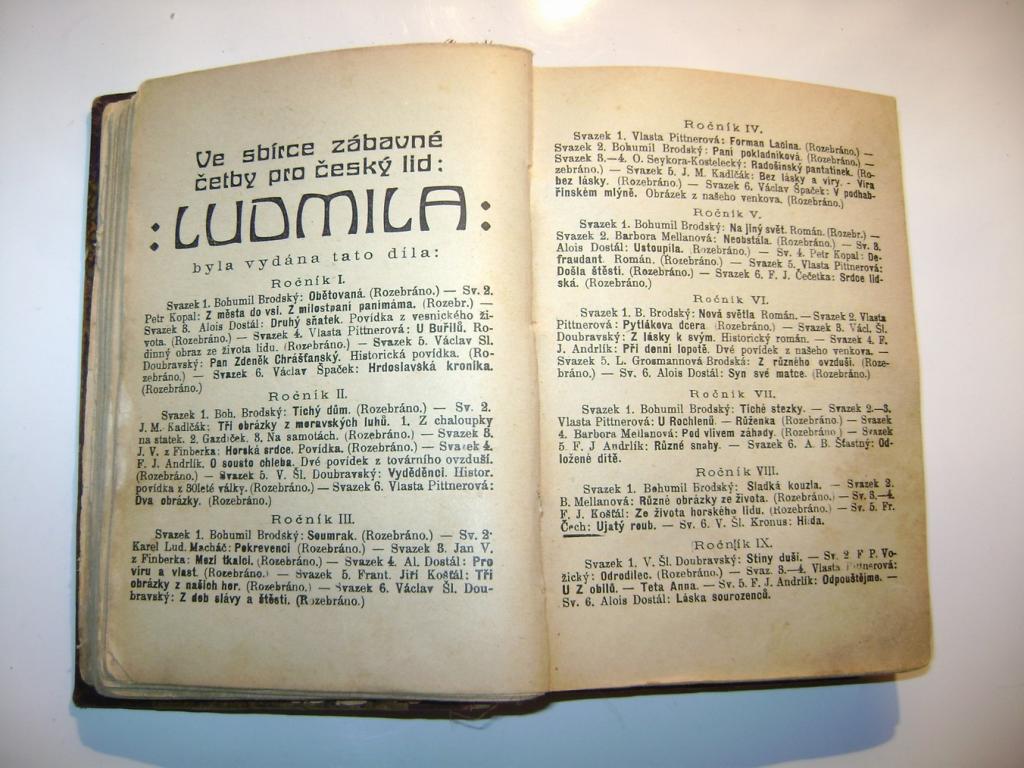 Ve sbírce zábavné
četby pro český lid:
:LUDMILA:
byla vydána tato díla:
Ročník I.
Svazek 1. Bohumil Brodský: Obětovaná. (Rozebráno.) — Sv. 2.
Petr Kopal: Z města do vsi. Z milostpaní panímáma. (Rozebr.) —
Svazek 3. Alois Dostál: Druhý sňatek. Povídka z vesnického ži-
vota. (Rozebráno.) — Svazek 4. Vlasta Pittnerová: U Buřilů. Ro-
dinný obraz ze života lidu. (Rozebráno.) — Svazek 5. Václav Sl.
Doubravský: Pan Zdeněk Chrášťanský. Historická povídka. (Ro-
zebráno.) — Svazek 6. Václav Špaček: Hrdoslavská kronika.
(Rozebráno.)
Ročník II.
Svazek 1. Boh. Brodský: Tichý dům. (Rozebráno.) — Sv. 2.
J. M. Kadlčák: Tři obrázky z moravských luhů. 1. Z chaloupky
na statek. 2. Gazdíček. 3. Na samotách. (Rozebráno.) — Svazek 3.
J. V. z Finberka: Horská srdce. Povídka. (Rozebráno.) — Svazek 4.
F. J. Andrlík. O sousto chleba. Dvé povídek z továrního ovzduší.
(Rozebráno.) — Svazek 5. V. Šl. Doubravský: Vyděděnci. Histor.
povídka z 30leté války. (Rozebráno.) — Svazek 6. Vlasta Pittnerová:
Dva obrázky. (Rozebráno.)
Ročník III.
Svazek 1. Bohumil Brodský: Soumrak. (Rozebráno.) — Sv. 2.
Karel Lud. Macháč: Pokrevenci (Rozebráno.) — Svazek 3. Jan V.
z Finberka: Mezi tkalci. (Rozebráno.) — Svazek 4. Al. Dostál: Pro
víru a vlast. (Rozebráno.) — Svazek 5. Frant. Jiří Košťál: Tři
obrázky z našich hor. (Rozebráno.) — Svazek 6. Václav Šl. Dou-
bravský: Z dob slávy a štěstí. (Rozebráno.)
Ročník IV.
Svazek 1. Vlasta Pittnerová: Forman Lacina. (Rozebráno.) —
Svazek 2. Bohumil Brodský: Paní pokladníková. (Rozebráno.) —
Svazek 3.—4. O. Seykora-Kostelecký: Radošinský pantatínek. (Ro-
zebráno.) — Svazek 5. J. M. Kadlčák: Bez lásky a víry. - Víra
bez lásky. (Rozebráno.) — Svazek 6. Václav Špaček: V podhab-
řinském mlýně. Obrázek z našeho venkova. (Rozebráno.)
Ročník V.
Svazek 1. Bohumil Brodský: Na jiný svět. Román. (Rozebr.) —
Svazek 2. Barbora Mellanová: Neobstála. (Rozebráno.) — Sv. 3.
Alois Dostál: Ustoupila. (Rozebráno.) — Sv. 4. Petr Kopal: De-
fraudant. Román. (Rozebráno.) — Svazek 5. Vlasta Pittnerová:
Došla štěstí. (Rozebráno.) — Svazek 6. F. J. Čečetka: Srdce lid-
ská. (Rozebráno.)
Ročník VI.
Svazek 1. B. Brodský: Nová světla Román. — Svazek 2. Vlasta
Pittnerová: Pytlákova dcera (Rozebráno.) — Svazek 3. Václ. Šl.
Doubravský: Z lásky k svým. Historický román. — Svazek 4. F.
J. Andrlík: Při denní lopotě. Dvě povídek z našeho venkova. —
Svazek 5. L. Grosmannová Brodská: Z různého ovzduší. (Roze-
bráno.) — Sv. 6. Alois Dostál: Syn své matce. (Rozebráno.)
Ročník VII.
Svazek 1. Bohumil Brodský: Tiché stezky. — Svazek 2.—3.
Vlasta Pittnerová: U Rochlenů. — Růženka (Rozebráno.) — Svazek
4. Barbora Mellanová: Pod vlivem záhady. (Rozebráno) — Svazek
5. F. J. Andrlík: Různé snahy. — Svazek 6. A. B. Šťastný: Od-
ložené dítě.
Ročník VIII.
Svazek 1. Bohumil Brodský: Sladká kouzla. — Svazek 2.
B. Mellanová: Různé obrázky ze života. (Rozebráno.) — Sv. 3.—4.
F. J. Košťál: Ze života horského lidu. (Rozebráno.) — Sv. 5. Fr.
Čech: Ujatý roub. — Sv. 6. V. Šl. Kronus: Hilda.
Ročník IX.
Svazek 1. V. Šl. Doubravský: Stíny duší. — Sv. 2 F P. Vo-
žický: Odrodilec. (Rozebráno.) — Svaz. 3.—4. Vlasta
U Zobilů. — Teta Anna. — Sv. 5. F. J. Andrlík: Odpouštějme. —
Sv. 6. Alois Dostál: Láska sourozenců.